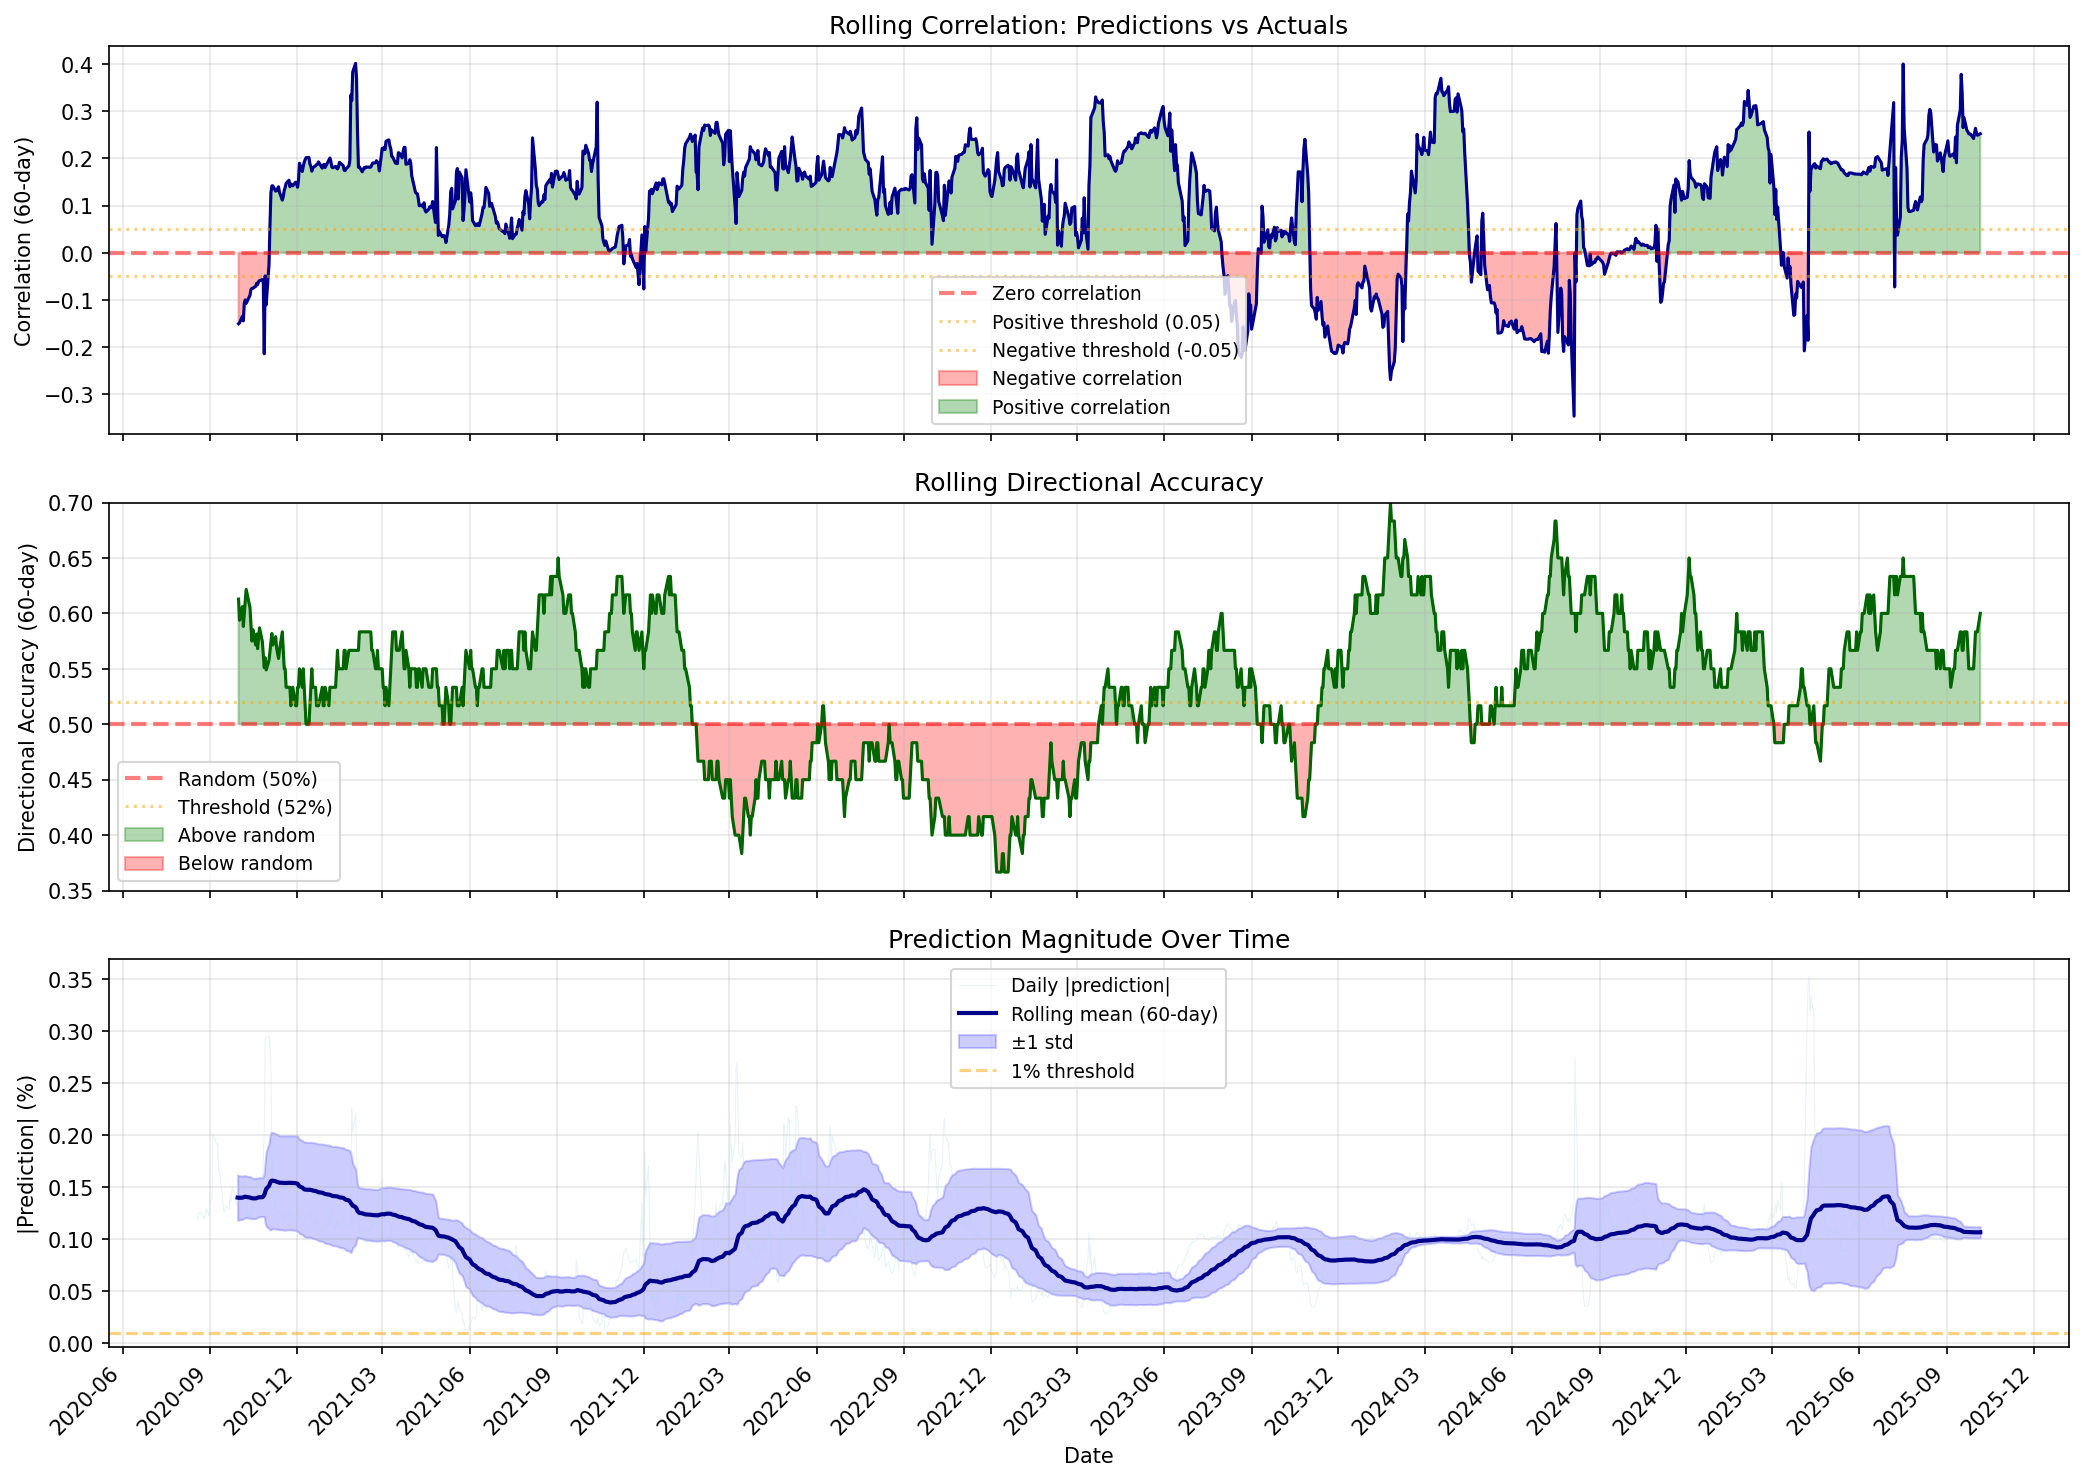 Rolling Correlation: Predictions vs Actuals
Correlation (60-day)
0.4
0.3
0.2
0.1
0.0
−0.1
−0.2
−0.3
Zero correlation
Positive threshold (0.05)
Negative threshold (-0.05)
Negative correlation
Positive correlation
Rolling Directional Accuracy
Directional Accuracy (60-day)
0.70
0.65
0.60
0.55
0.50
0.45
0.40
0.35
Random (50%)
Threshold (52%)
Above random
Below random
Prediction Magnitude Over Time
|Prediction| (%)
0.35
0.30
0.25
0.20
0.15
0.10
0.05
0.00
Daily |prediction|
Rolling mean (60-day)
±1 std
1% threshold
2020-06
2020-09
2020-12
2021-03
2021-06
2021-09
2021-12
2022-03
2022-06
2022-09
2022-12
2023-03
2023-06
2023-09
2023-12
2024-03
2024-06
2024-09
2024-12
2025-03
2025-06
2025-09
2025-12
Date